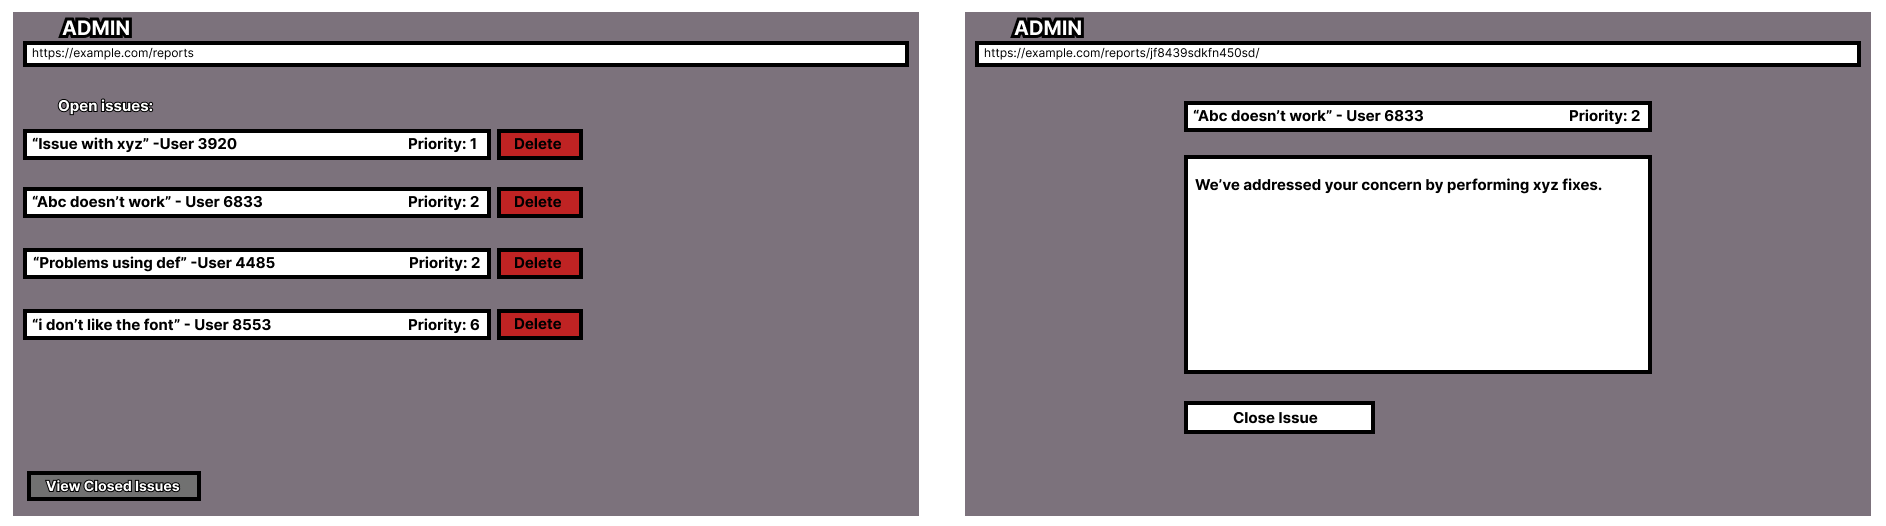 ADMIN
https://example.com/reports
Open issues:
“Issue with xyz” -User 3920 Priority: 1 Delete
“Abc doesn’t work” - User 6833 Priority: 2 Delete
“Problems using def” -User 4485 Priority: 2 Delete
“i don’t like the font” - User 8553 Priority: 6 Delete
View Closed Issues
ADMIN
https://example.com/reports/jf8439sdkfn450sd/
“Abc doesn’t work” - User 6833 Priority: 2
We’ve addressed your concern by performing xyz fixes.
Close Issue